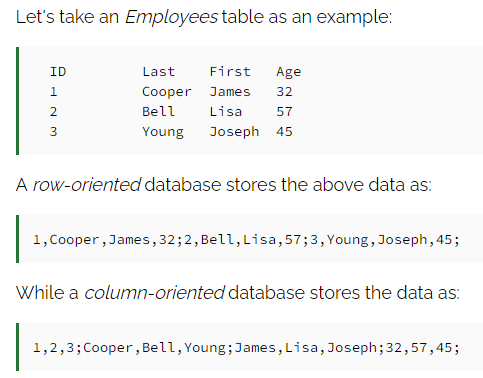 Let's take an Employees table as an example:
ID Last First Age
1 Cooper James 32
2 Bell Lisa 57
3 Young Joseph 45
A row-oriented database stores the above data as:
1,Cooper,James,32;2,Bell,Lisa,57;3,Young,Joseph,45;
While a column-oriented database stores the data as:
1,2,3;Cooper,Bell,Young;James,Lisa,Joseph;32,57,45;